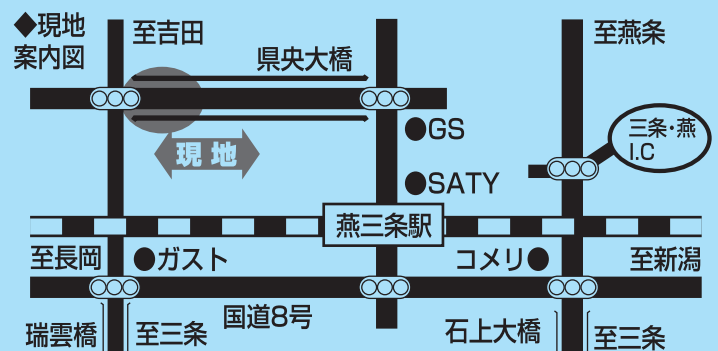 ◆現地
案内図
至吉田
県央大橋
至燕条
●GS
三条・燕
I.C
現地
●SATY
燕三条駅
至長岡
●ガスト
コメリ●
至新潟
国道8号
瑞雲橋
至三条
石上大橋
至三条